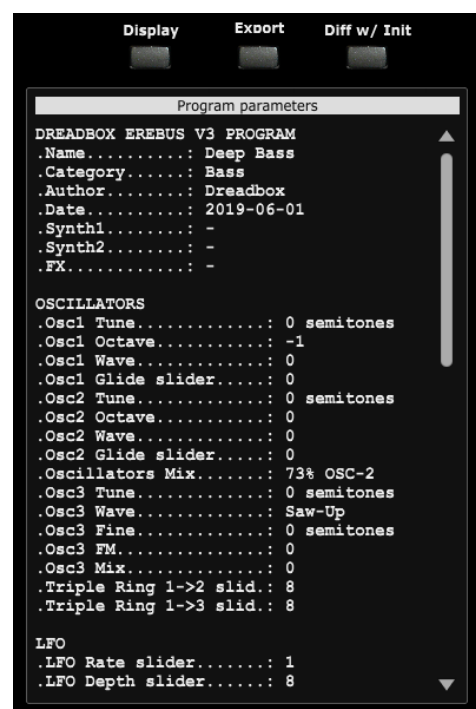 Display Export Diff w/ Init
Program parameters
DREADBOX EREBUS V3 PROGRAM
.Name..........: Deep Bass
.Category......: Bass
.Author........: Dreadbox
.Date..........: 2019-06-01
.Synth1........: -
.Synth2........: -
.FX............: -
OSCILLATORS
.Osc1 Tune.............: 0 semitones
.Osc1 Octave...........: -1
.Osc1 Wave.............: 0
.Osc1 Glide slider.....: 0
.Osc2 Tune.............: 0 semitones
.Osc2 Octave...........: 0
.Osc2 Wave.............: 0
.Osc2 Glide slider.....: 0
.Oscillators Mix.......: 73% OSC-2
.Osc3 Tune.............: 0 semitones
.Osc3 Wave.............: Saw-Up
.Osc3 Fine.............: 0 semitones
.Osc3 FM...............: 0
.Osc3 Mix..............: 0
.Triple Ring 1->2 slid.: 8
.Triple Ring 1->3 slid.: 8
LFO
.LFO Rate slider.......: 1
.LFO Depth slider......: 8